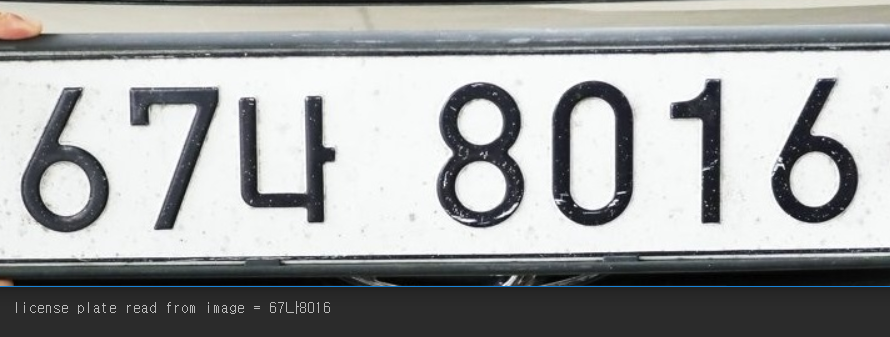 67나 8016
license plate read from image = 67나8016